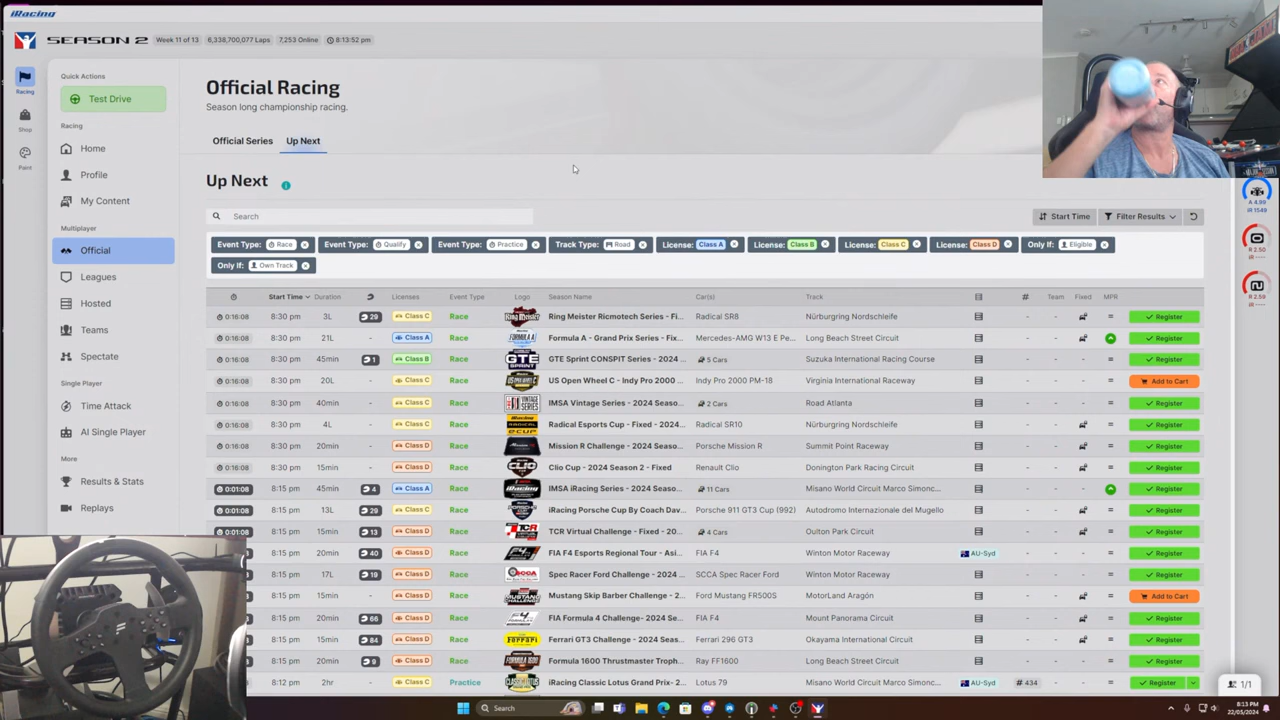 iRacing
SEASON 2 Week 11 of 13 6,338,700,077 Laps 7,253 Online 8:13:52 pm
Racing
Shop
Paint
Quick Actions
Test Drive
Racing
Home
Profile
My Content
Multiplayer
Official
Leagues
Hosted
Teams
Spectate
Single Player
Time Attack
AI Single Player
More
Results & Stats
Replays
Official Racing
Season long championship racing.
Official Series Up Next
Up Next
Search Start Time Filter Results
Event Type: Race Event Type: Qualify Event Type: Practice Track Type: Road License: Class A License: Class B License: Class C License: Class D Only If: Eligible
Only If: Own Track
Start Time Duration Licenses Event Type Logo Season Name Car(s) Track # Team Fixed MPR
0:16:08 8:30 pm 3L 29 Class C Race Ring Meister Ricmotech Series - Fi... Radical SR8 Nürburgring Nordschleife - - = Register
0:16:08 8:30 pm 21L - Class A Race Formula A - Grand Prix Series - Fix... Mercedes-AMG W13 E Pe... Long Beach Street Circuit - - Register
0:16:08 8:30 pm 45min 1 Class B Race GTE Sprint CONSPIT Series - 2024 ... 5 Cars Suzuka International Racing Course - - - = Register
0:16:08 8:30 pm 20L - Class C Race US Open Wheel C - Indy Pro 2000 ... Indy Pro 2000 PM-18 Virginia International Raceway - - = Add to Cart
0:16:08 8:30 pm 40min - Class C Race IMSA Vintage Series - 2024 Seaso... 2 Cars Road Atlanta - - - = Register
0:16:08 8:30 pm 4L - Class C Race Radical Esports Cup - Fixed - 2024... Radical SR10 Nürburgring Nordschleife - - = Register
0:16:08 8:30 pm 20min - Class D Race Mission R Challenge - 2024 Seaso... Porsche Mission R Summit Point Raceway - - = Register
0:16:08 8:30 pm 15min - Class D Race Clio Cup - 2024 Season 2 - Fixed Renault Clio Donington Park Racing Circuit - - = Register
0:01:08 8:15 pm 45min 4 Class A Race IMSA iRacing Series - 2024 Seaso... 11 Cars Misano World Circuit Marco Simonc... - - Register
0:01:08 8:15 pm 13L 29 Class C Race iRacing Porsche Cup By Coach Dav... Porsche 911 GT3 Cup (992) Autodromo Internazionale del Mugello - - - = Register
0:01:08 8:15 pm 15min 13 Class D Race TCR Virtual Challenge - Fixed - 20... 4 Cars Oulton Park Circuit - - = Register
8:15 pm 20min 40 Class D Race FIA F4 Esports Regional Tour - Asi... FIA F4 Winton Motor Raceway AU-Syd - - = Register
8:15 pm 17L 19 Class D Race Spec Racer Ford Challenge - 2024 ... SCCA Spec Racer Ford Winton Motor Raceway AU-Syd - - - = Register
8:15 pm 20min - Class D Race Mustang Skip Barber Challenge - 2... Ford Mustang FR500S MotorLand Aragón - - = Add to Cart
8:15 pm 15min 66 Class D Race FIA Formula 4 Challenge - 2024 Se... FIA F4 Mount Panorama Circuit - - = Register
8:15 pm 15min 84 Class D Race Ferrari GT3 Challenge - 2024 Seas... Ferrari 296 GT3 Okayama International Circuit - - = Register
8:15 pm 20min 9 Class D Race Formula 1600 Thrustmaster Troph... Ray FF1600 Long Beach Street Circuit - - - = Register
8:12 pm 2hr - Class C Practice iRacing Classic Lotus Grand Prix- 2... Lotus 79 Misano World Circuit Marco Simonc... AU-Syd # 434 - - = Register
A 4.99
iR 1549
R 2.50
R 2.59
1/1
Search
8:13 PM
22/05/2024